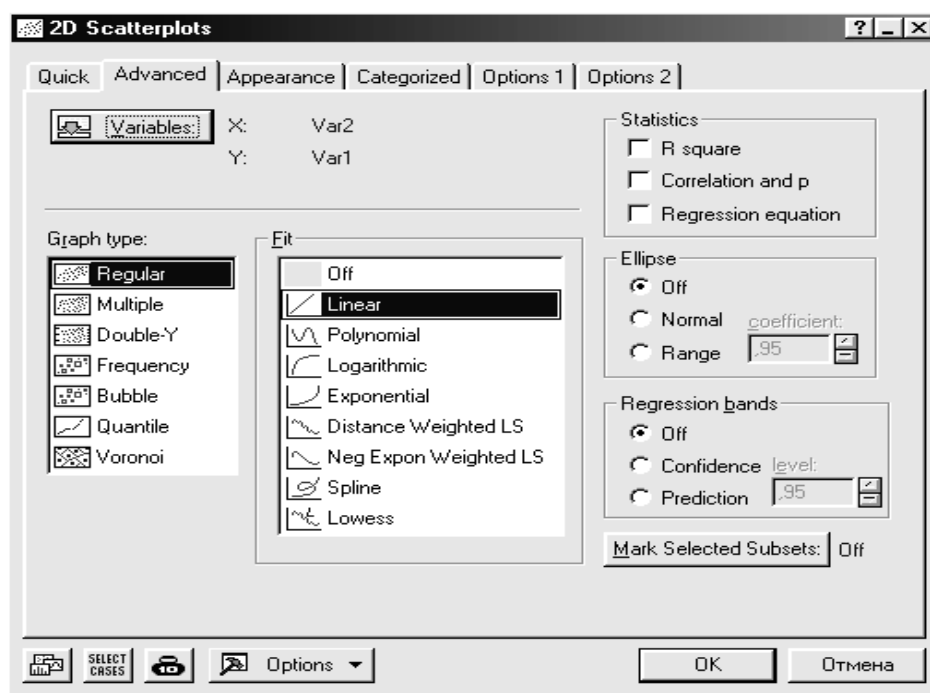 2D Scatterplots
Quick Advanced Appearance Categorized Options 1 Options 2
Variables: X: Var2
Y: Var1
Graph type:
Regular
Multiple
Double-Y
Frequency
Bubble
Quantile
Voronoi
Fit
Off
Linear
Polynomial
Logarithmic
Exponential
Distance Weighted LS
Neg Expon Weighted LS
Spline
Lowess
Statistics
R square
Correlation and p
Regression equation
Ellipse
Off
Normal coefficient:
Range ,95
Regression bands
Off
Confidence level:
Prediction ,95
Mark Selected Subsets: Off
SELECT
CASES
Options
OK Отмена